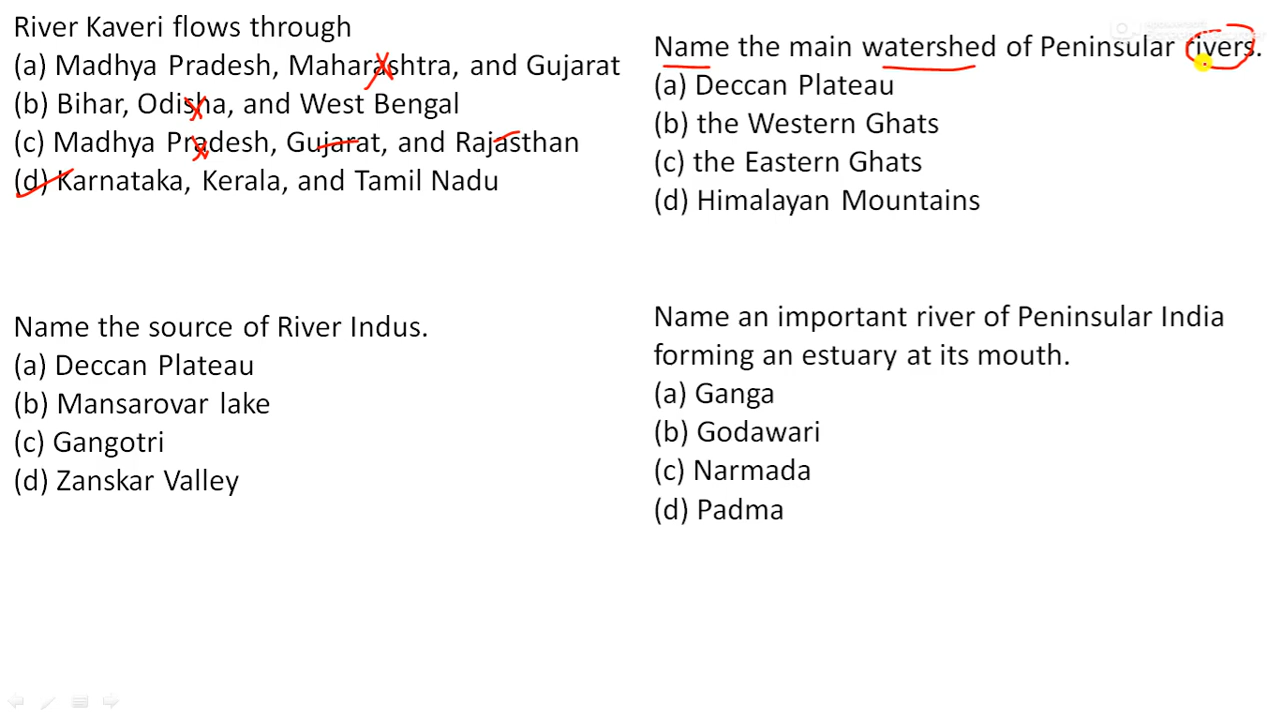 River Kaveri flows through
(a) Madhya Pradesh, Maharashtra, and Gujarat
(b) Bihar, Odisha, and West Bengal
(c) Madhya Pradesh, Gujarat, and Rajasthan
(d) Karnataka, Kerala, and Tamil Nadu
Name the main watershed of Peninsular rivers.
(a) Deccan Plateau
(b) the Western Ghats
(c) the Eastern Ghats
(d) Himalayan Mountains
Name the source of River Indus.
(a) Deccan Plateau
(b) Mansarovar lake
(c) Gangotri
(d) Zanskar Valley
Name an important river of Peninsular India
forming an estuary at its mouth.
(a) Ganga
(b) Godawari
(c) Narmada
(d) Padma